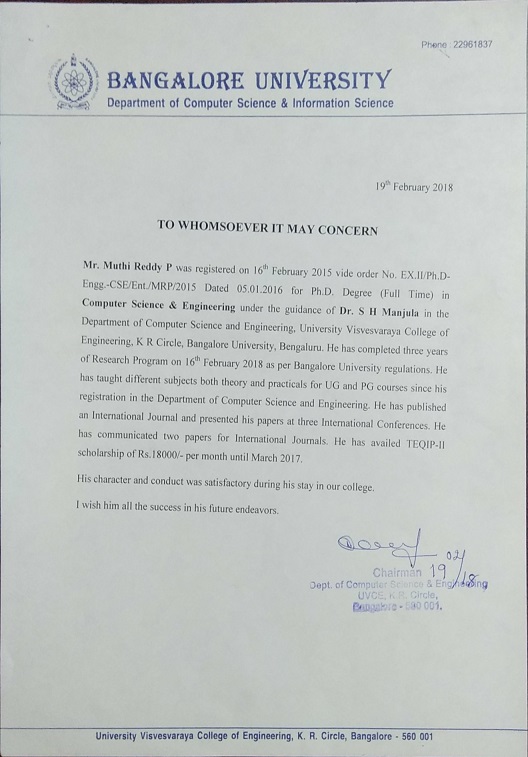 Phone : 22961837
BANGALORE UNIVERSITY
Department of Computer Science & Information Science
19th February 2018
TO WHOMSOEVER IT MAY CONCERN
Mr. Muthi Reddy P was registered on 16th February 2015 vide order No. EX.II/Ph.D-
Engg.-CSE/Ent./MRP/2015 Dated 05.01.2016 for Ph.D. Degree (Full Time) in
Computer Science & Engineering under the guidance of Dr. S H Manjula in the
Department of Computer Science and Engineering, University Visvesvaraya College of
Engineering, K R Circle, Bangalore University, Bengaluru. He has completed three years
of Research Program on 16th February 2018 as per Bangalore University regulations. He
has taught different subjects both theory and practicals for UG and PG courses since his
registration in the Department of Computer Science and Engineering. He has published
an International Journal and presented his papers at three International Conferences. He
has communicated two papers for International Journals. He has availed TEQIP-II
scholarship of Rs.18000/- per month until March 2017.
His character and conduct was satisfactory during his stay in our college.
I wish him all the success in his future endeavors.
19/02/18
Chairman
Dept. of Computer Science & Engineering
UVCE, K.R. Circle,
Bangalore - 560 001.
University Visvesvaraya College of Engineering, K. R. Circle, Bangalore - 560 001